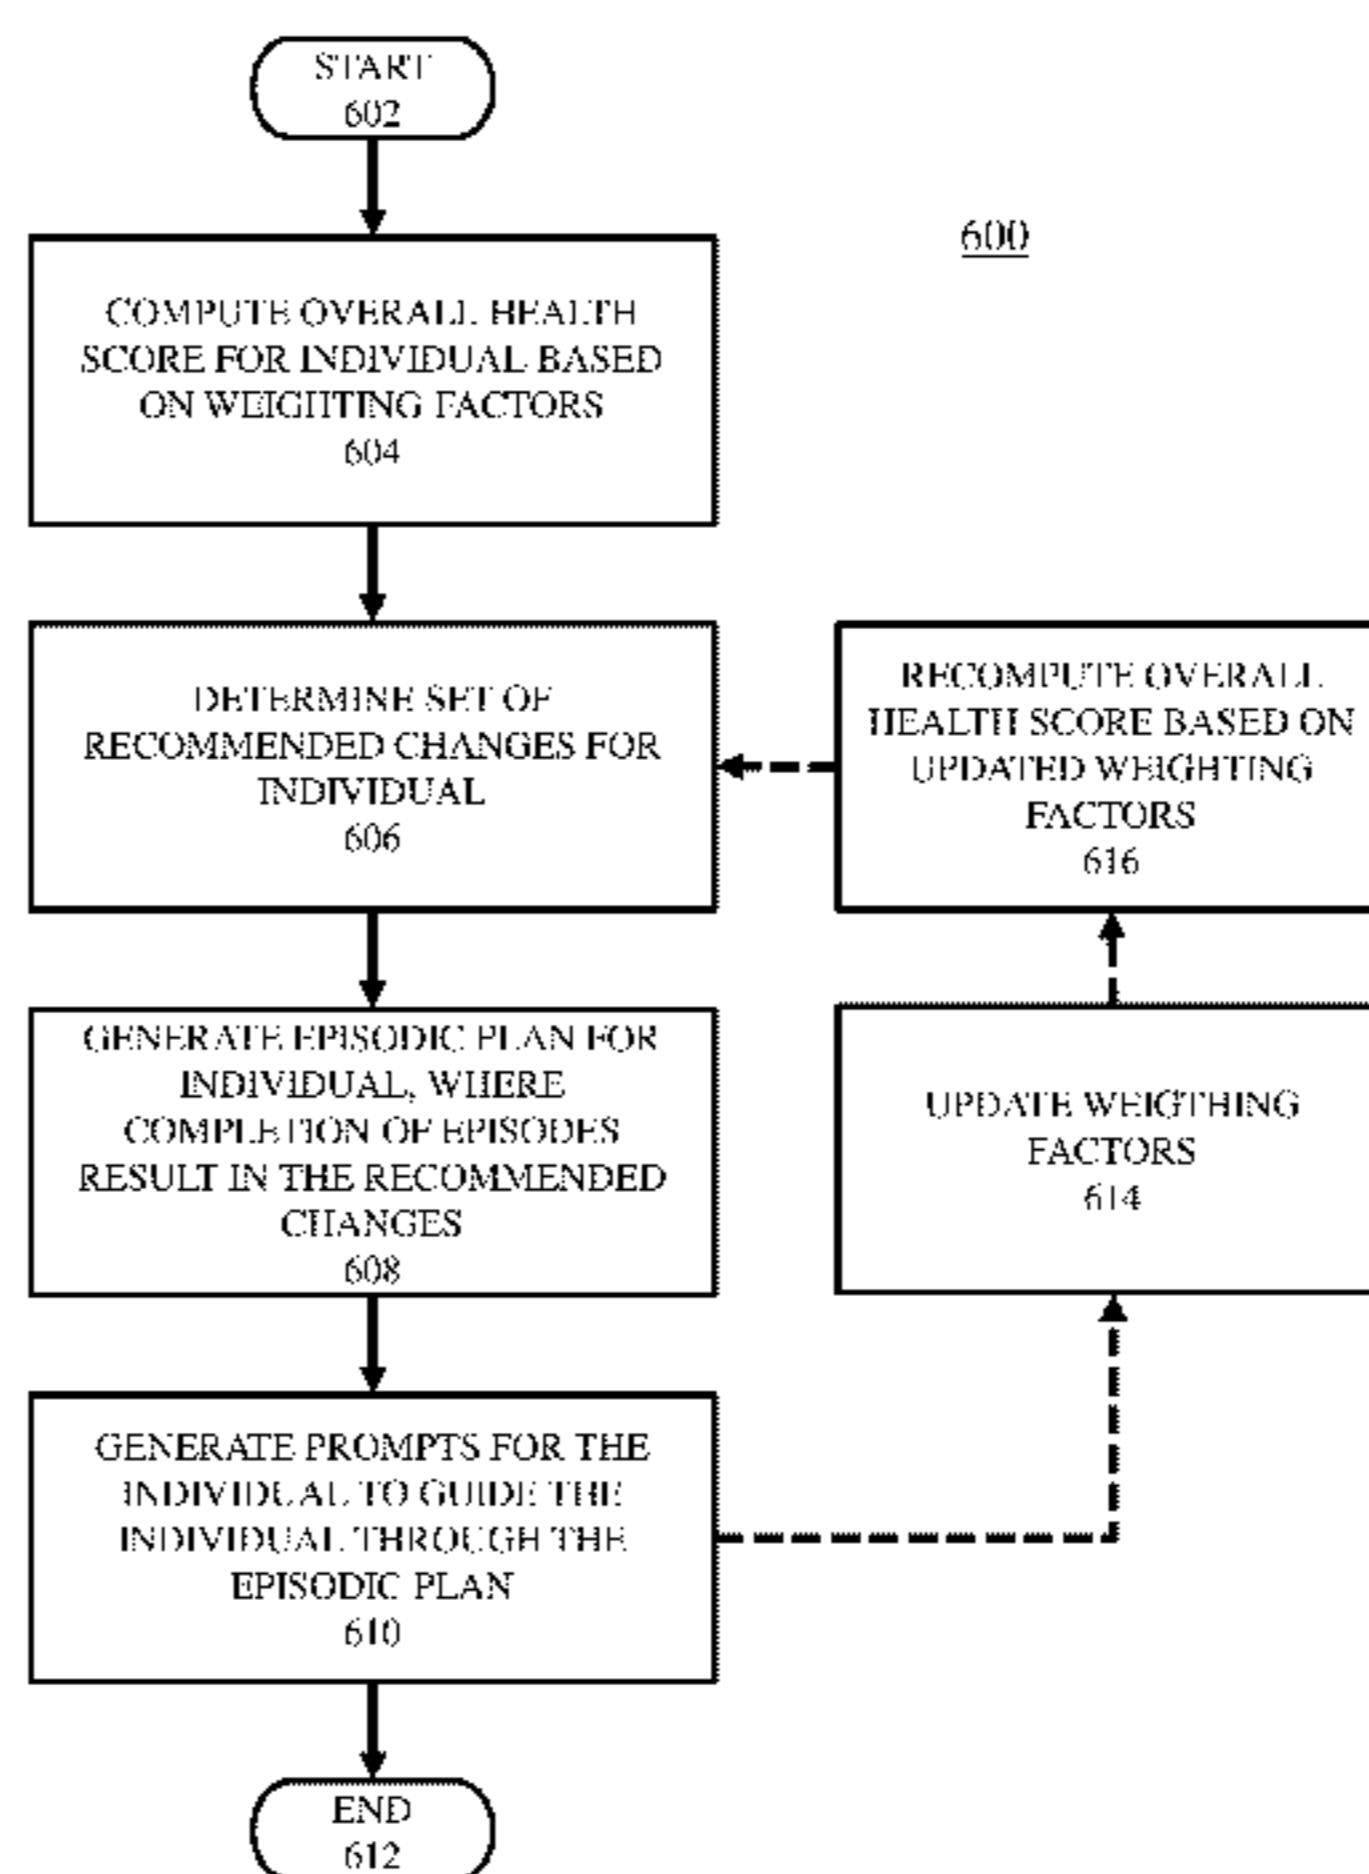 START
602
600
COMPUTE OVERALL HEALTH
SCORE FOR INDIVIDUAL BASED
ON WEIGHTING FACTORS
604
DETERMINE SET OF
RECOMMENDED CHANGES FOR
INDIVIDUAL
606
RECOMPUTE OVERALL
HEALTH SCORE BASED ON
UPDATED WEIGHTING
FACTORS
616
GENERATE EPISODIC PLAN FOR
INDIVIDUAL, WHERE
COMPLETION OF EPISODES
RESULT IN THE RECOMMENDED
CHANGES
608
UPDATE WEIGTHING
FACTORS
614
GENERATE PROMPTS FOR THE
INDIVIDUAL TO GUIDE THE
INDIVIDUAL THROUGH THE
EPISODIC PLAN
610
END
612